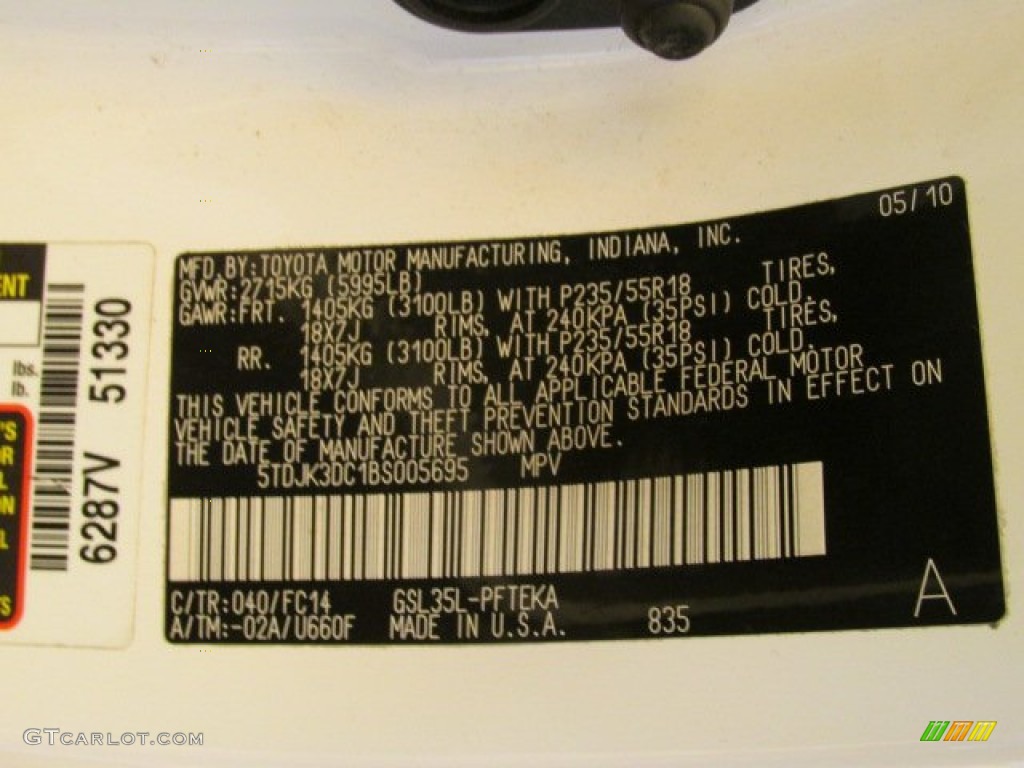 05/10
MFD.BY:TOYOTA MOTOR MANUFACTURING, INDIANA, INC.
GVWR:2715KG (5995LB)
GAWR:FRT. 1405KG (3100LB) WITH P235/55R18 TIRES,
18X7J RIMS, AT 240KPA (35PSI) COLD.
RR. 1405KG (3100LB) WITH P235/55R18 TIRES,
18X7J RIMS, AT 240KPA (35PSI) COLD.
THIS VEHICLE CONFORMS TO ALL APPLICABLE FEDERAL MOTOR
VEHICLE SAFETY AND THEFT PREVENTION STANDARDS IN EFFECT ON
THE DATE OF MANUFACTURE SHOWN ABOVE.
5TDJK3DC1BS005695 MPV
C/TR:040/FC14 GSL35L-PFTEKA
A/TM:-02A/U660F MADE IN U.S.A. 835
A
6287V 51330
lbs.
lb.
GTCARLOT.COM